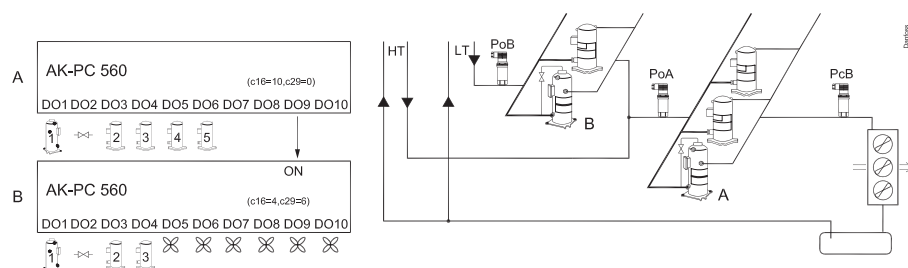 A
AK-PC 560
(c16=10,c29=0)
DO1 DO2 DO3 DO4 DO5 DO6 DO7 DO8 DO9 DO10
1 2 3 4 5
ON
B
AK-PC 560
(c16=4,c29=6)
DO1 DO2 DO3 DO4 DO5 DO6 DO7 DO8 DO9 DO10
1 2 3
HT
LT
PoB
B
PoA
A
PcB
Danfoss